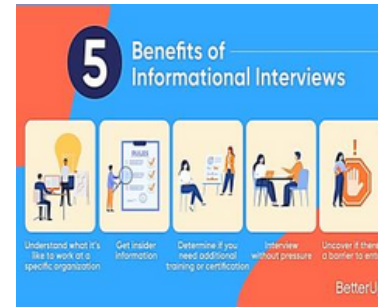 5
Benefits of
Informational Interviews
RULES
Understand what it's
like to work at a
specific organization
Get insider
information
Determine if you
need additional
training or certification
Interview
without pressure
Uncover if there
a barrier to ent
BetterU